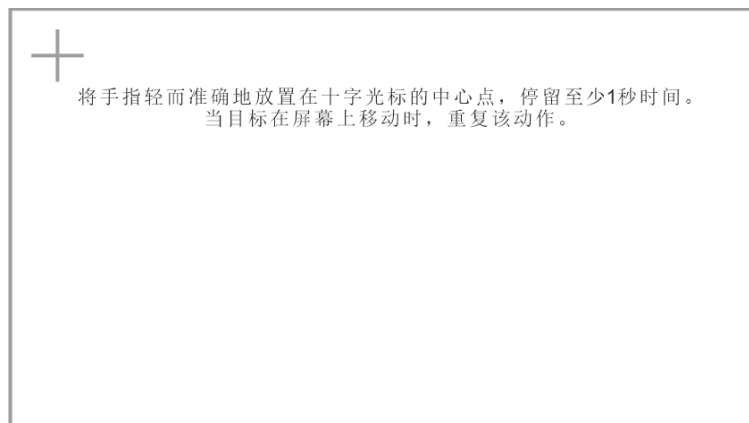 将手指轻而准确地放置在十字光标的中心点，停留至少1秒时间。
当目标在屏幕上移动时，重复该动作。